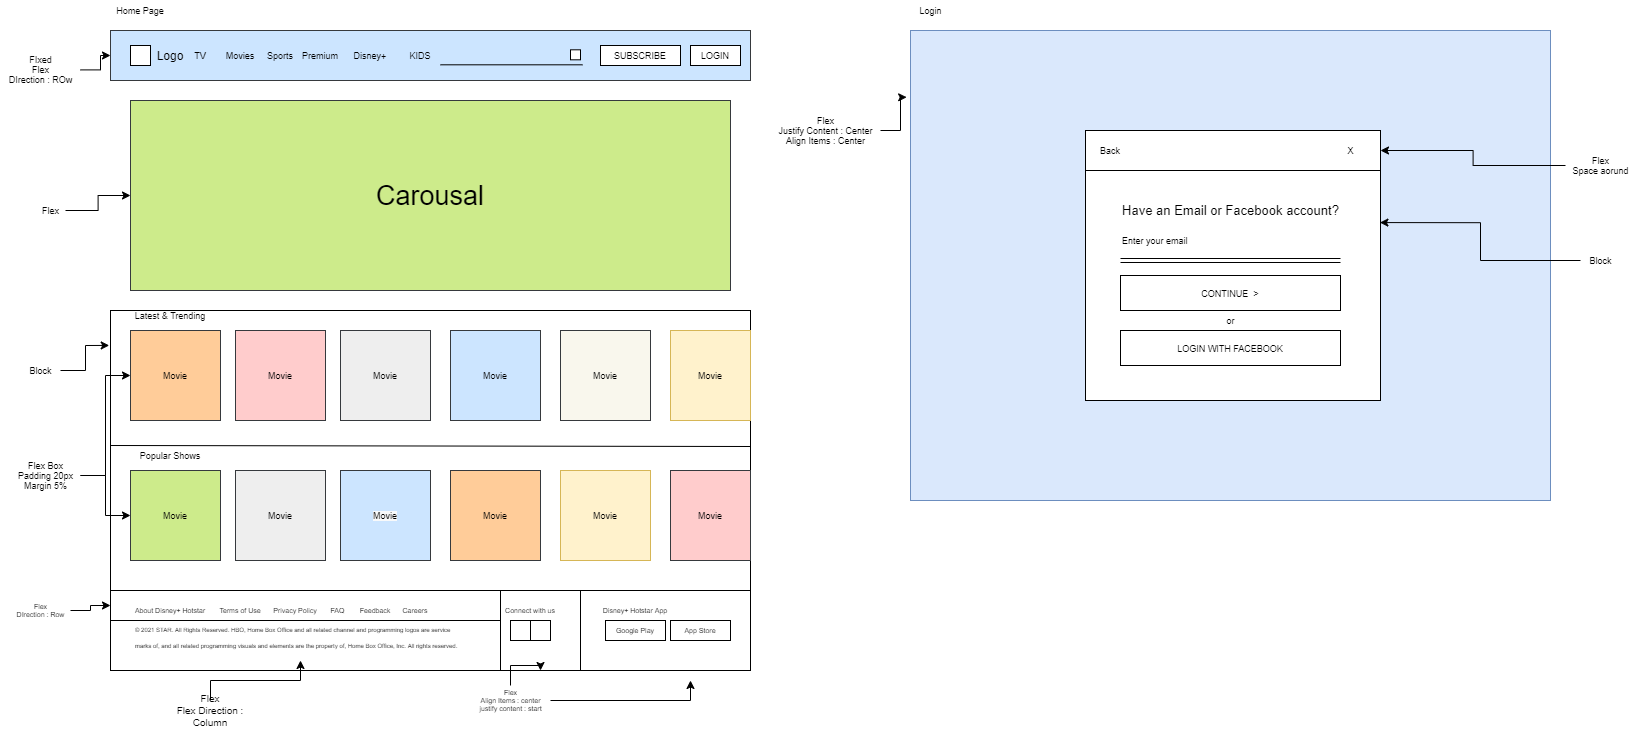 Home Page
FIxed
Flex
DIrection : ROw
Logo TV Movies Sports Premium Disney+ KIDS SUBSCRIBE LOGIN
Flex
Carousal
Latest & Trending
Block
Movie Movie Movie Movie Movie Movie
Flex Box
Padding 20px
Margin 5%
Popular Shows
Movie Movie Movie Movie Movie Movie
Flex
DIrection : Row
About Disney+ Hotstar Terms of Use Privacy Policy FAQ Feedback Careers
© 2021 STAR. All Rights Reserved. HBO, Home Box Office and all related channel and programming logos are service
marks of, and all related programming visuals and elements are the property of, Home Box Office, Inc. All rights reserved.
Connect with us
Disney+ Hotstar App
Google Play App Store
Flex
Flex Direction :
Column
Flex
Align Items : center
justify content : start
Login
Flex
Justify Content : Center
Align Items : Center
Back X
Flex
Space aorund
Have an Email or Facebook account?
Enter your email
Block
CONTINUE >
or
LOGIN WITH FACEBOOK